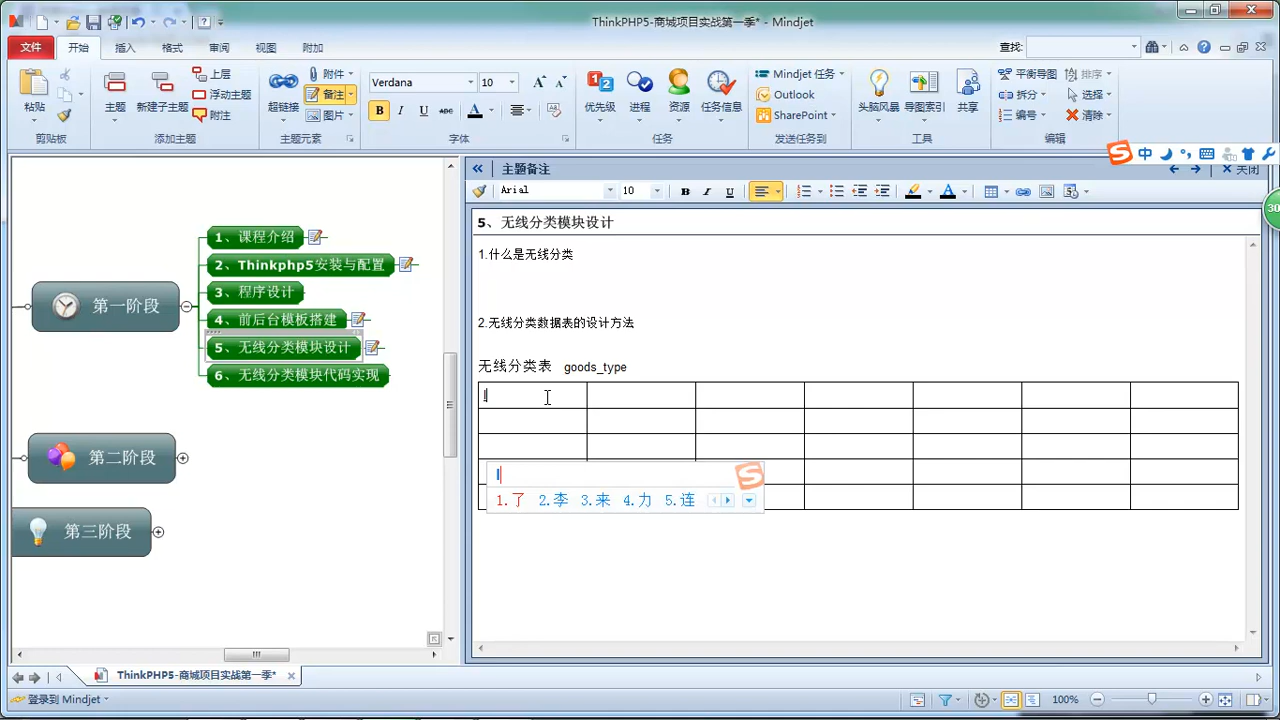 ThinkPHP5-商城项目实战第一季* - Mindjet
文件 开始 插入 格式 审阅 视图 附加 查找:
粘贴 主题 新建子主题 上层 浮动主题 附注 超链接 附件 备注 图片
Verdana 10
B I U abc A
优先级 进程 资源 任务信息
Mindjet 任务
Outlook
SharePoint
头脑风暴 导图索引 共享
平衡导图 排序
拆分 选择
编号 清除
剪贴板 添加主题 主题元素 字体 任务 发送任务到 工具 编辑
中
主题备注 关闭
Arial 10 B I U A
30
5、无线分类模块设计
1.什么是无线分类
2.无线分类数据表的设计方法
无线分类表 goods_type
l
l
1.了 2.李 3.来 4.力 5.连
第一阶段
1、课程介绍
2、Thinkphp5安装与配置
3、程序设计
4、前后台模板搭建
5、无线分类模块设计
6、无线分类模块代码实现
第二阶段
第三阶段
ThinkPHP5-商城项目实战第一季*
登录到 Mindjet
100%